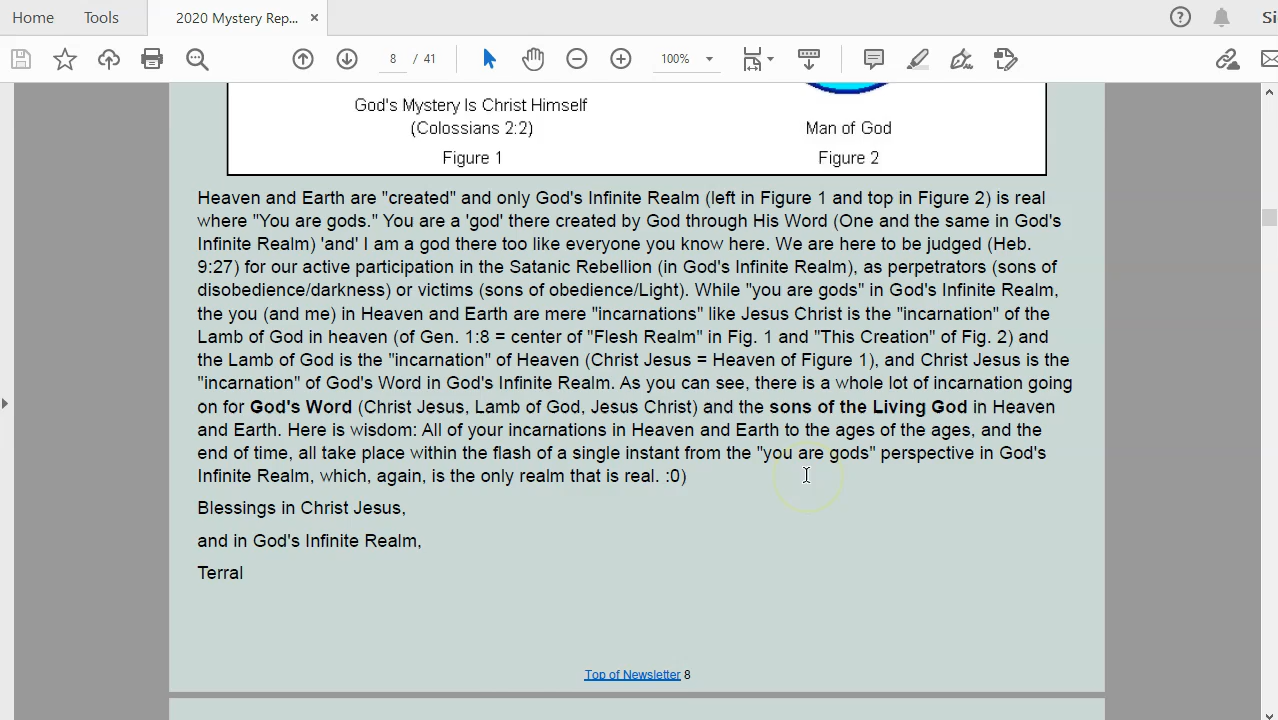 Home Tools 2020 Mystery Rep... × Si
8 / 41 100%
God's Mystery Is Christ Himself
(Colossians 2:2)
Figure 1
Man of God
Figure 2
Heaven and Earth are "created" and only God's Infinite Realm (left in Figure 1 and top in Figure 2) is real
where "You are gods." You are a 'god' there created by God through His Word (One and the same in God's
Infinite Realm) 'and' I am a god there too like everyone you know here. We are here to be judged (Heb.
9:27) for our active participation in the Satanic Rebellion (in God's Infinite Realm), as perpetrators (sons of
disobedience/darkness) or victims (sons of obedience/Light). While "you are gods" in God's Infinite Realm,
the you (and me) in Heaven and Earth are mere "incarnations" like Jesus Christ is the "incarnation" of the
Lamb of God in heaven (of Gen. 1:8 = center of "Flesh Realm" in Fig. 1 and "This Creation" of Fig. 2) and
the Lamb of God is the "incarnation" of Heaven (Christ Jesus = Heaven of Figure 1), and Christ Jesus is the
"incarnation" of God's Word in God's Infinite Realm. As you can see, there is a whole lot of incarnation going
on for God's Word (Christ Jesus, Lamb of God, Jesus Christ) and the sons of the Living God in Heaven
and Earth. Here is wisdom: All of your incarnations in Heaven and Earth to the ages of the ages, and the
end of time, all take place within the flash of a single instant from the "you are gods" perspective in God's
Infinite Realm, which, again, is the only realm that is real. :0)
Blessings in Christ Jesus,
and in God's Infinite Realm,
Terral
Top of Newsletter 8